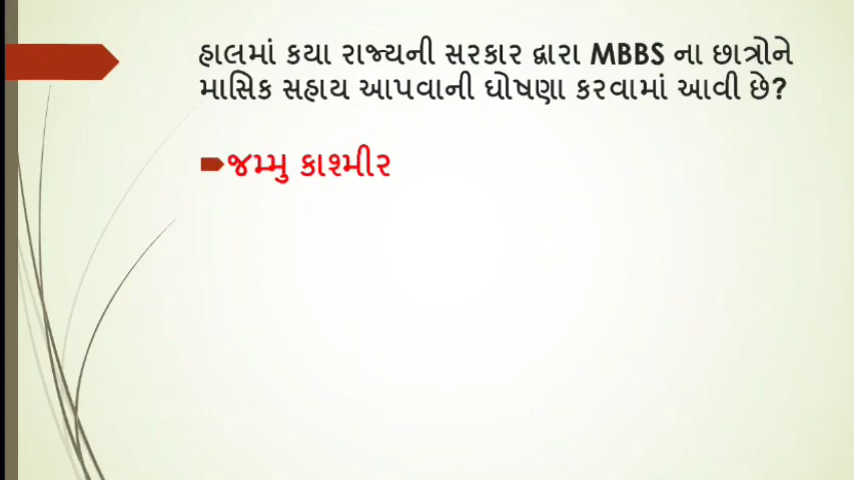 હાલમાં કયા રાજ્યની સરકાર દ્વારા MBBS ના છાત્રોને
માસિક સહાય આપવાની ઘોષણા કરવામાં આવી છે?
જમ્મુ કાશ્મીર